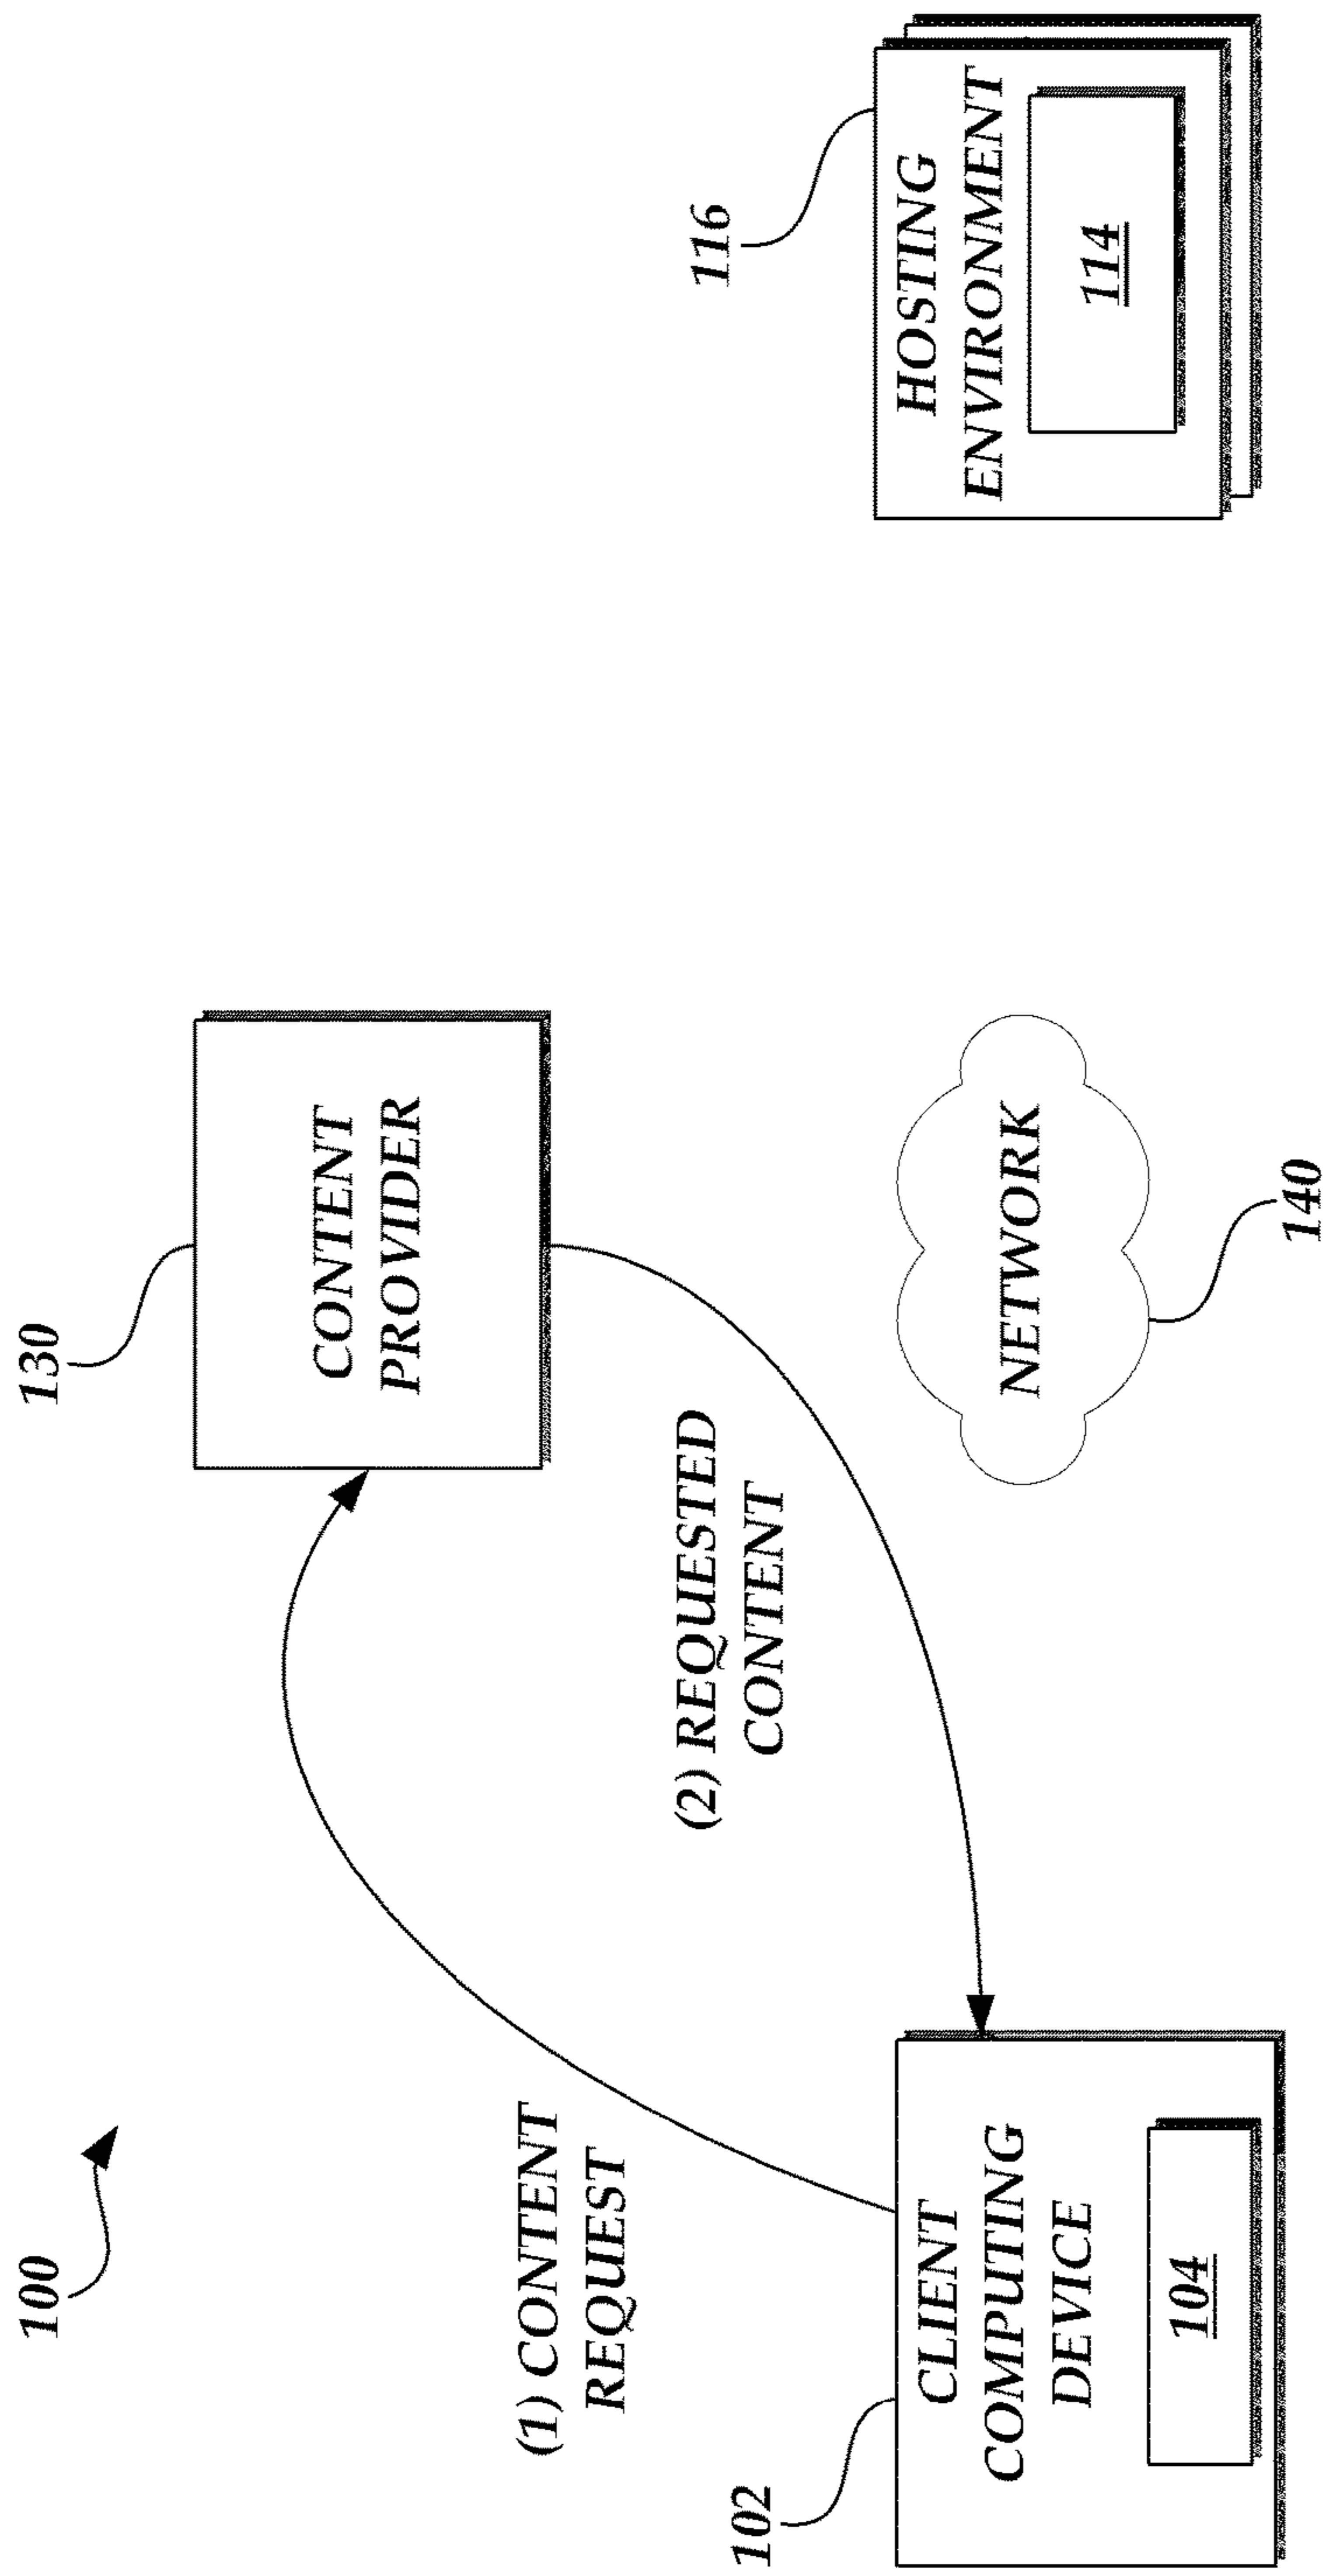 100
130
CONTENT
PROVIDER
(1) CONTENT
REQUEST
(2) REQUESTED
CONTENT
102
CLIENT
COMPUTING
DEVICE
104
NETWORK
140
116
HOSTING
ENVIRONMENT
114